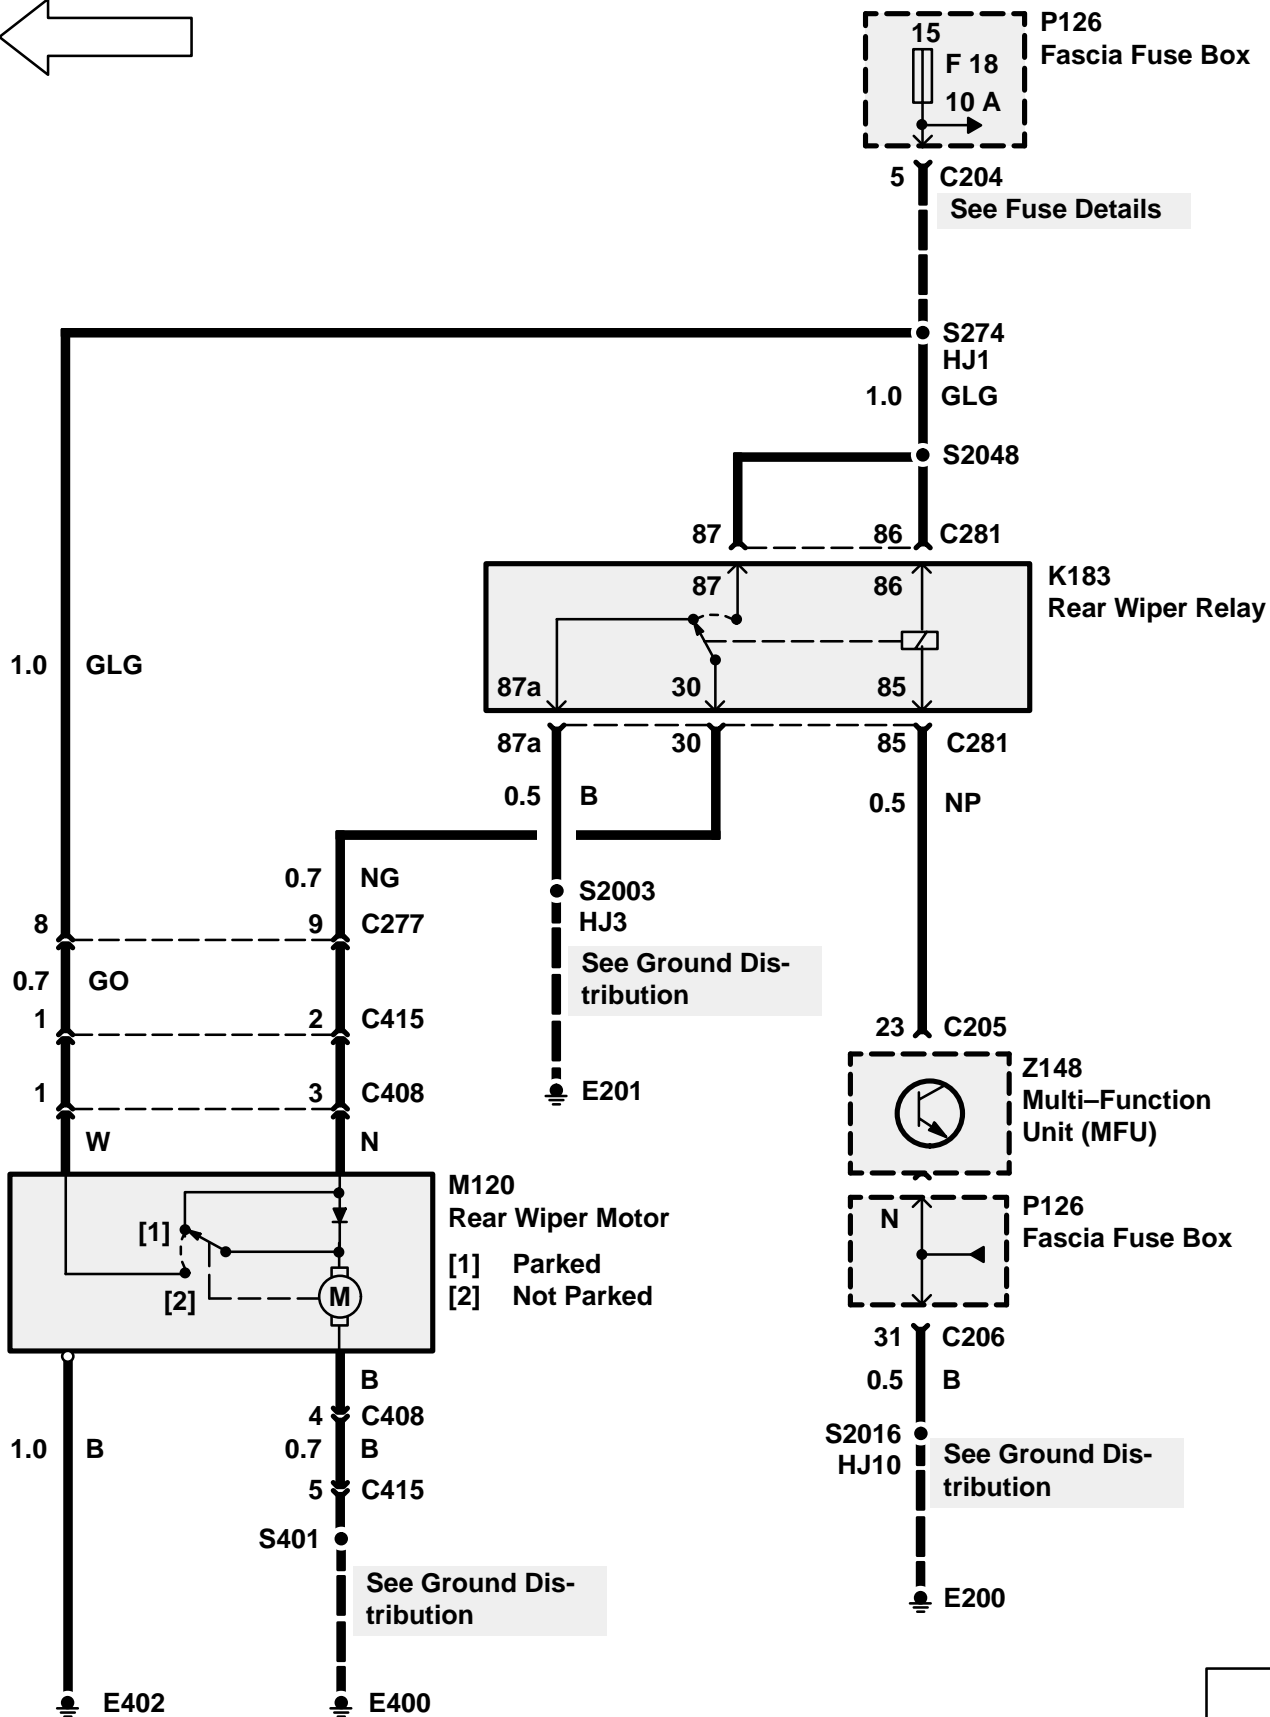 P126
15
Fascia Fuse Box
F 18
10 A
5 C204
See Fuse Details
S274
HJ1
1.0 GLG
S2048
87 86 C281
87 86
K183
Rear Wiper Relay
1.0 GLG
87a 30 85
87a 30 85 C281
0.5 B
0.5 NP
0.7 NG
S2003
HJ3
8 9 C277
See Ground Dis-
tribution
0.7 GO
1 2 C415
23 C205
Z148
Multi–Function
Unit (MFU)
1 3 C408
E201
W N
M120
Rear Wiper Motor
[1] Parked
[2] Not Parked
[1]
[2]
M
N
P126
Fascia Fuse Box
31 C206
B
0.5 B
4 C408
1.0 B
0.7 B
S2016
HJ10
See Ground Dis-
tribution
5 C415
S401
See Ground Dis-
tribution
E200
E402
E400